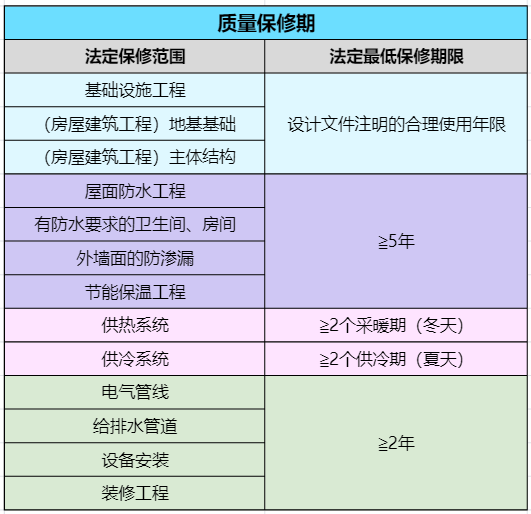 质量保修期
法定保修范围 法定最低保修期限
基础设施工程
（房屋建筑工程）地基基础
（房屋建筑工程）主体结构
设计文件注明的合理使用年限
屋面防水工程
有防水要求的卫生间、房间
外墙面的防渗漏
节能保温工程
≧5年
供热系统 ≧2个采暖期（冬天）
供冷系统 ≧2个供冷期（夏天）
电气管线
给排水管道
设备安装
装修工程
≧2年